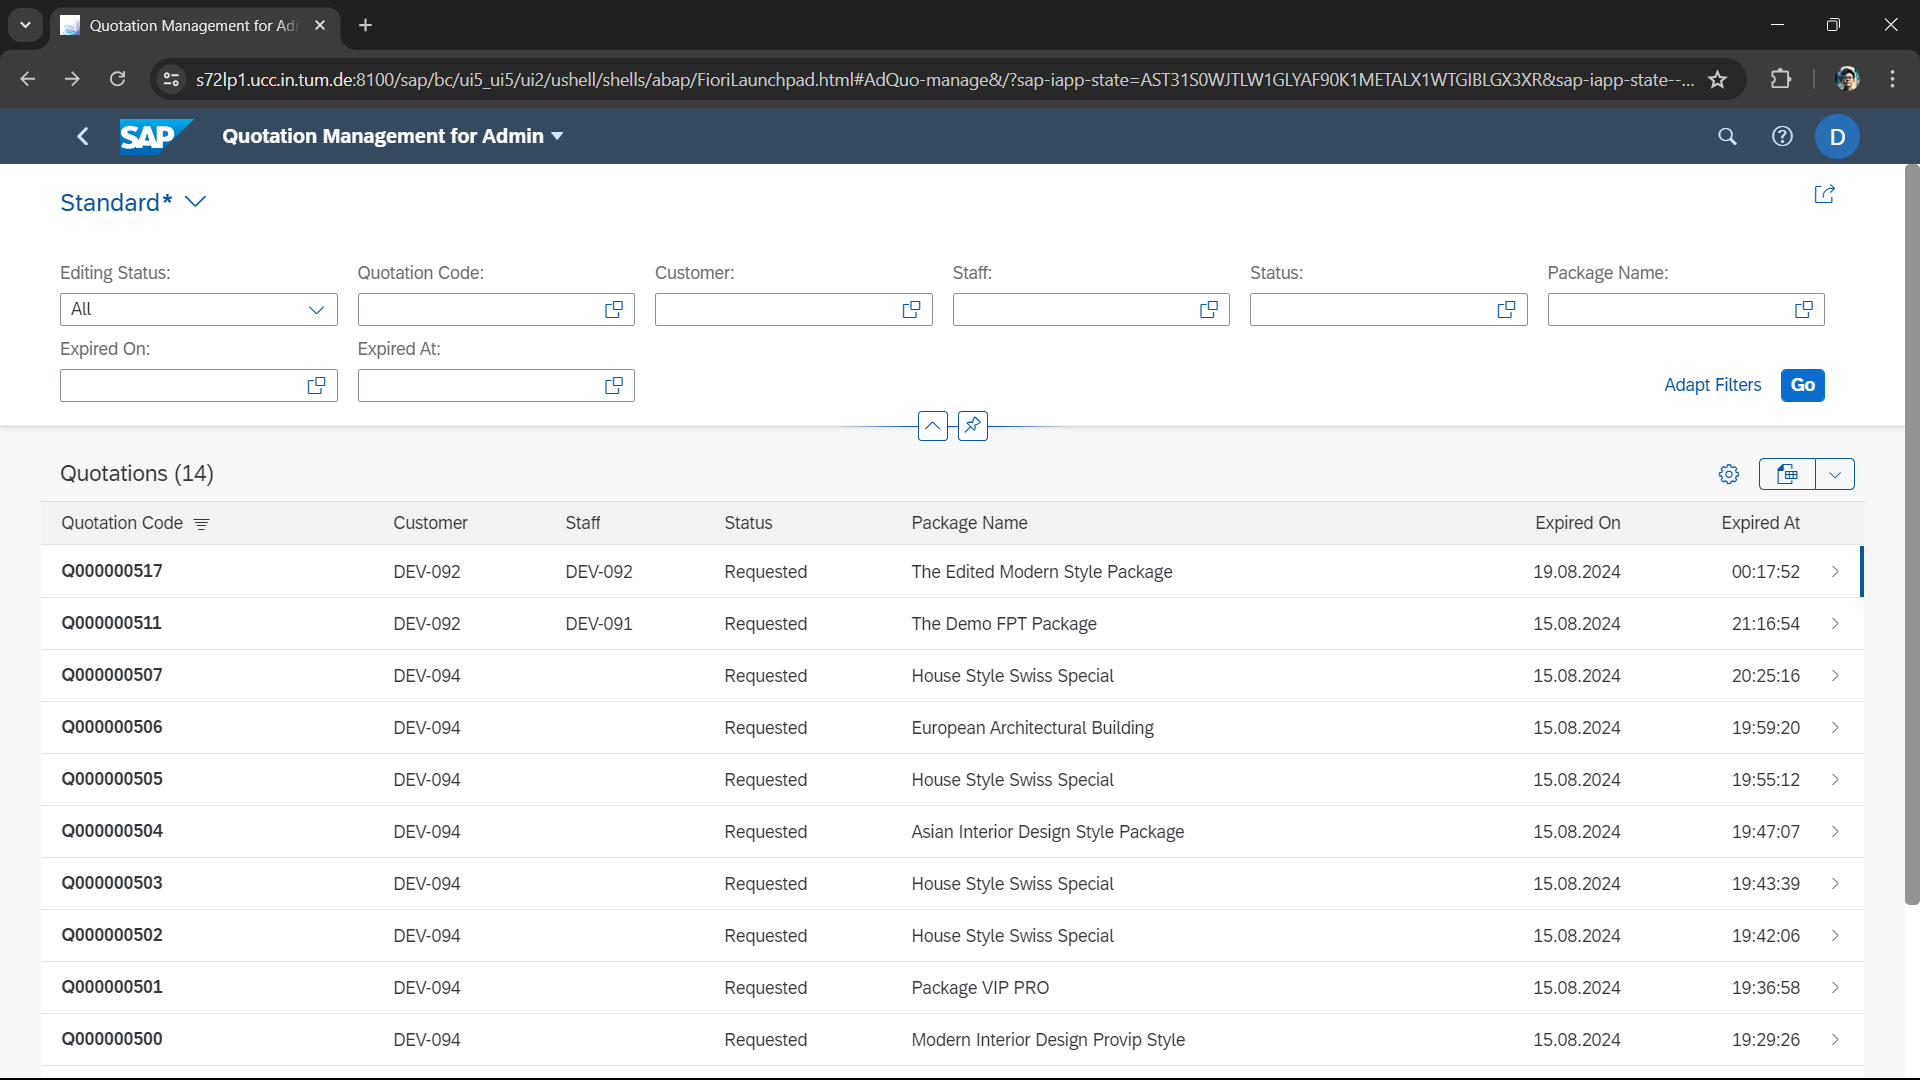 Quotation Management for Ad
s72lp1.ucc.in.tum.de:8100/sap/bc/ui5_ui5/ui2/ushell/shells/abap/FioriLaunchpad.html#AdQuo-manage&/?sap-iapp-state=AST31S0WJTLW1GLYAF90K1METALX1WTGIBLGX3XR&sap-iapp-state--...
SAP Quotation Management for Admin D
Standard*
Editing Status: Quotation Code: Customer: Staff: Status: Package Name:
All
Expired On: Expired At:
Adapt Filters Go
Quotations (14)
Quotation Code Customer Staff Status Package Name Expired On Expired At
Q000000517 DEV-092 DEV-092 Requested The Edited Modern Style Package 19.08.2024 00:17:52
Q000000511 DEV-092 DEV-091 Requested The Demo FPT Package 15.08.2024 21:16:54
Q000000507 DEV-094 Requested House Style Swiss Special 15.08.2024 20:25:16
Q000000506 DEV-094 Requested European Architectural Building 15.08.2024 19:59:20
Q000000505 DEV-094 Requested House Style Swiss Special 15.08.2024 19:55:12
Q000000504 DEV-094 Requested Asian Interior Design Style Package 15.08.2024 19:47:07
Q000000503 DEV-094 Requested House Style Swiss Special 15.08.2024 19:43:39
Q000000502 DEV-094 Requested House Style Swiss Special 15.08.2024 19:42:06
Q000000501 DEV-094 Requested Package VIP PRO 15.08.2024 19:36:58
Q000000500 DEV-094 Requested Modern Interior Design Provip Style 15.08.2024 19:29:26